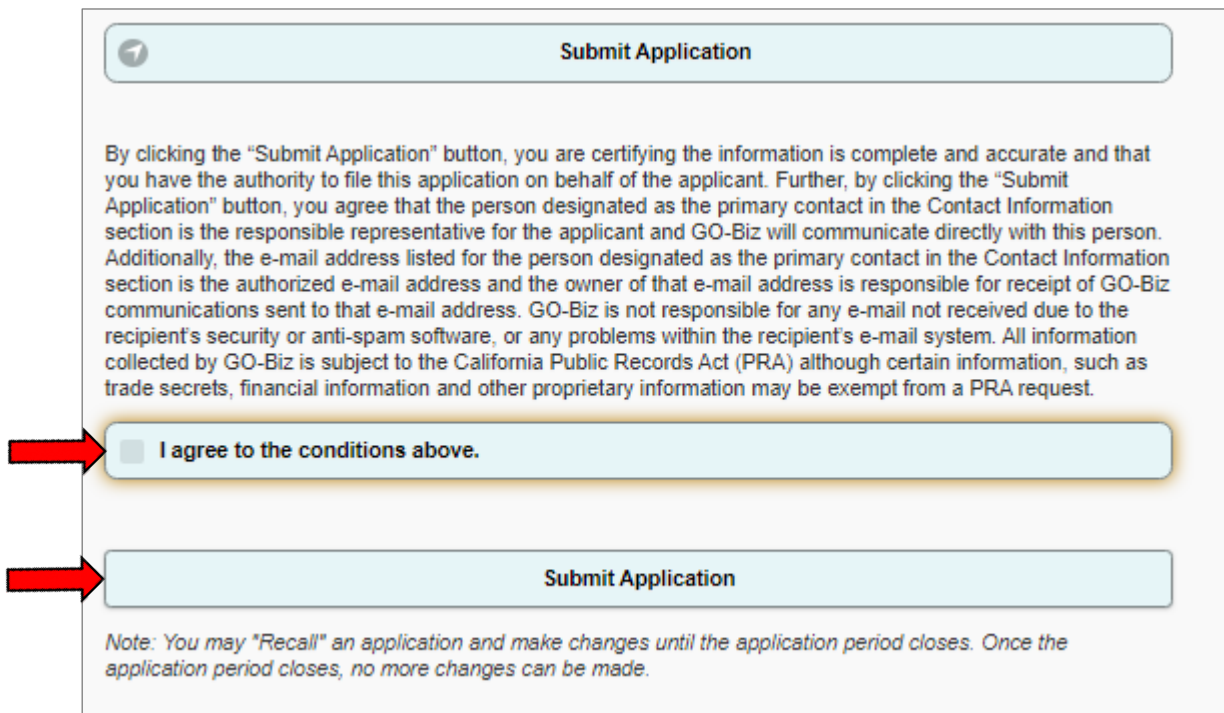 Submit Application
By clicking the “Submit Application” button, you are certifying the information is complete and accurate and that
you have the authority to file this application on behalf of the applicant. Further, by clicking the “Submit
Application” button, you agree that the person designated as the primary contact in the Contact Information
section is the responsible representative for the applicant and GO-Biz will communicate directly with this person.
Additionally, the e-mail address listed for the person designated as the primary contact in the Contact Information
section is the authorized e-mail address and the owner of that e-mail address is responsible for receipt of GO-Biz
communications sent to that e-mail address. GO-Biz is not responsible for any e-mail not received due to the
recipient’s security or anti-spam software, or any problems within the recipient’s e-mail system. All information
collected by GO-Biz is subject to the California Public Records Act (PRA) although certain information, such as
trade secrets, financial information and other proprietary information may be exempt from a PRA request.
I agree to the conditions above.
Submit Application
Note: You may "Recall" an application and make changes until the application period closes. Once the
application period closes, no more changes can be made.